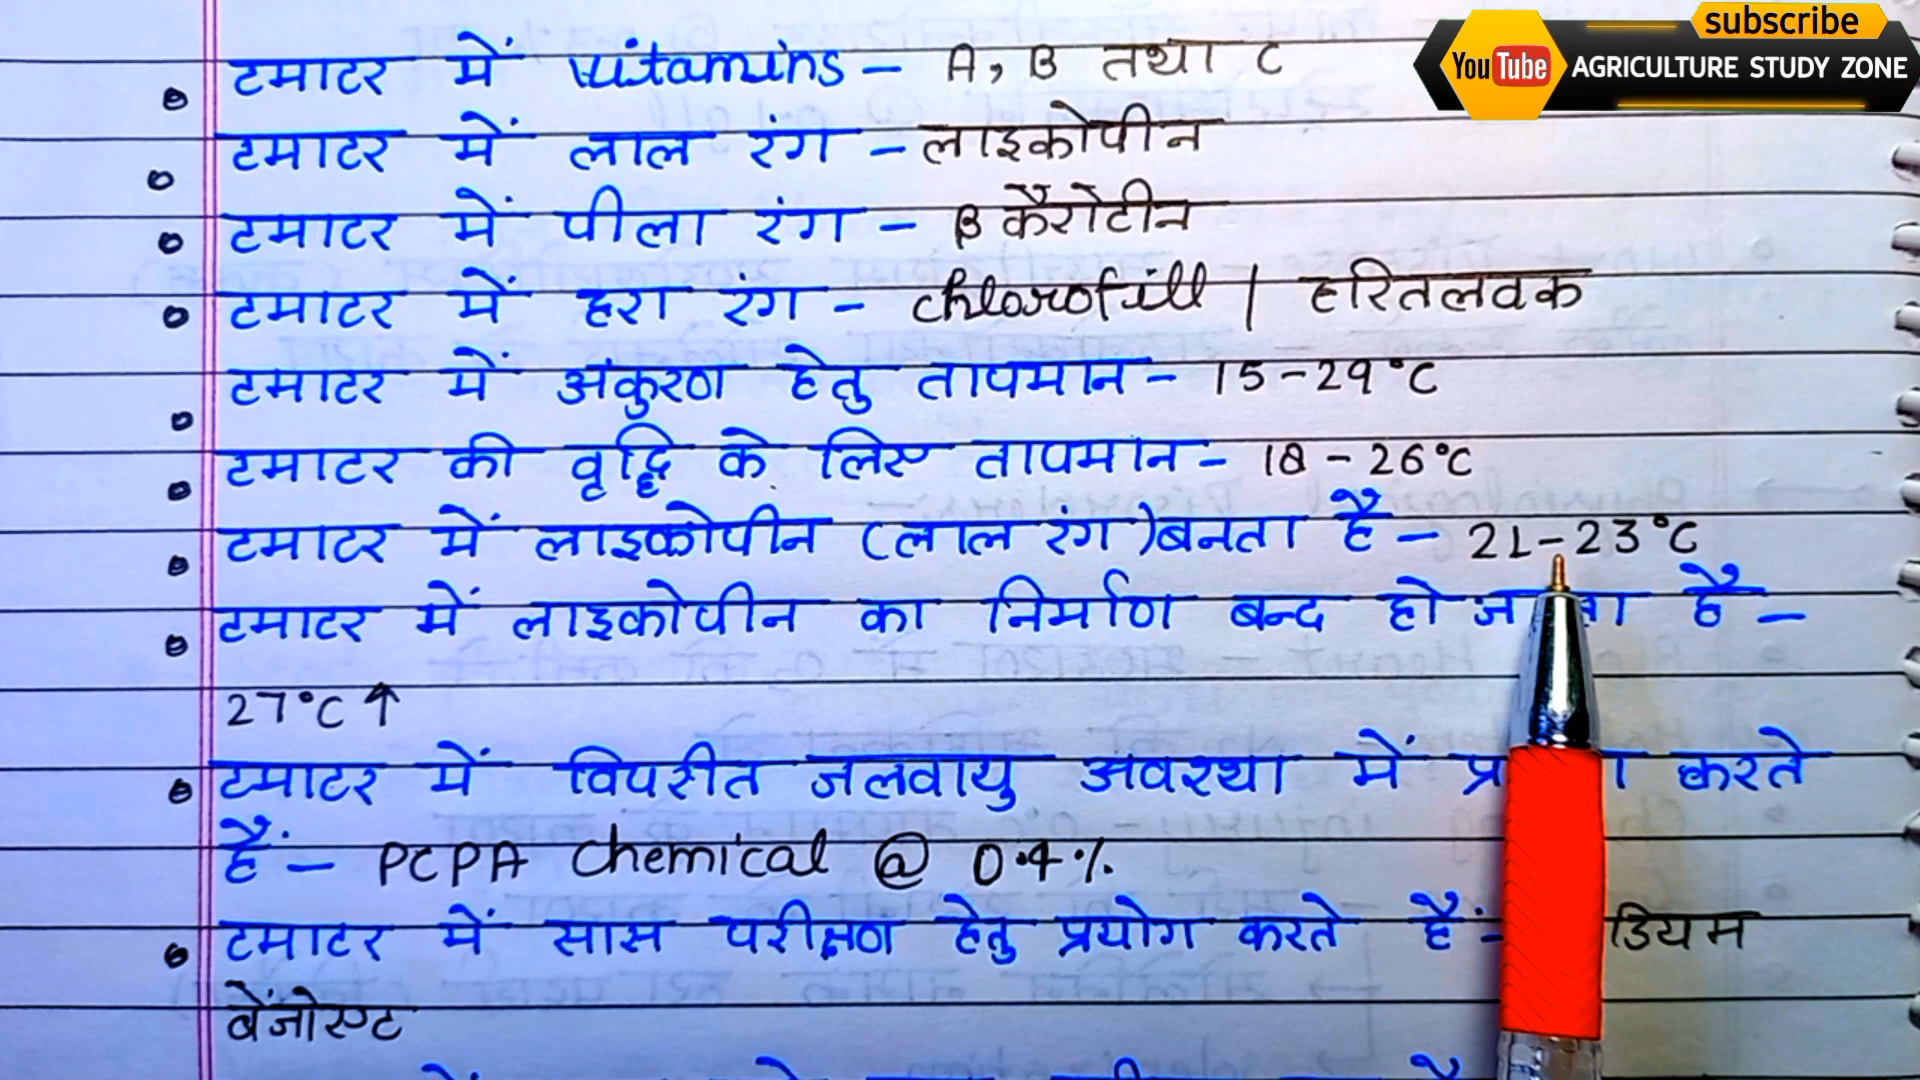 subscribe
YouTube AGRICULTURE STUDY ZONE
टमाटर में Vitamins - A, B तथा C
टमाटर में लाल रंग - लाइकोपीन
टमाटर में पीला रंग - β कैरोटीन
टमाटर में हरा रंग - chlorofill | हरितलवक
टमाटर में अंकुरण हेतु तापमान - 15-29°C
टमाटर की वृद्धि के लिए तापमान - 18-26°C
टमाटर में लाइकोपीन (लाल रंग) बनता है - 21-23°C
टमाटर में लाइकोपीन का निर्माण बन्द हो है -
27°C ↑
टमाटर में विपरीत जलवायु अवस्था में करते
हैं - PCPA Chemical @ 0.4%
टमाटर में सास परीक्षण हेतु प्रयोग करते हैं - डियम
बेंजोएट